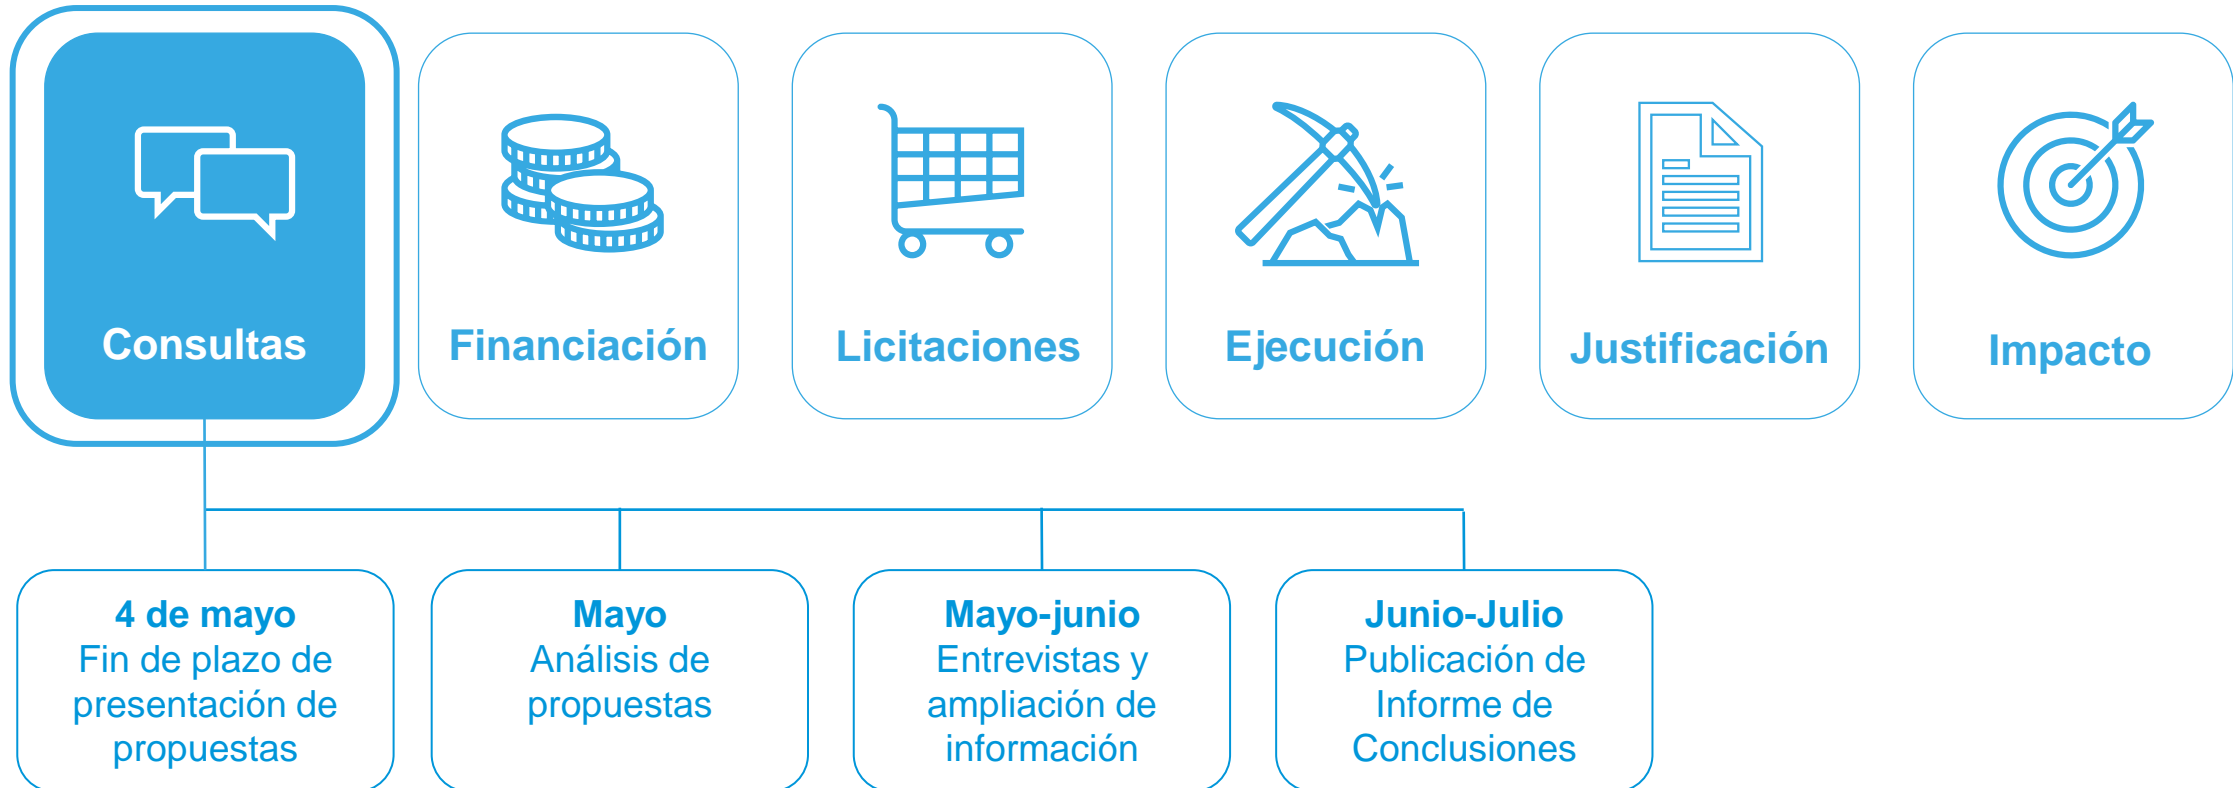 Consultas
Financiación
Licitaciones
Ejecución
Justificación
Impacto
4 de mayo
Fin de plazo de
presentación de
propuestas
Mayo
Análisis de
propuestas
Mayo-junio
Entrevistas y
ampliación de
información
Junio-Julio
Publicación de
Informe de
Conclusiones